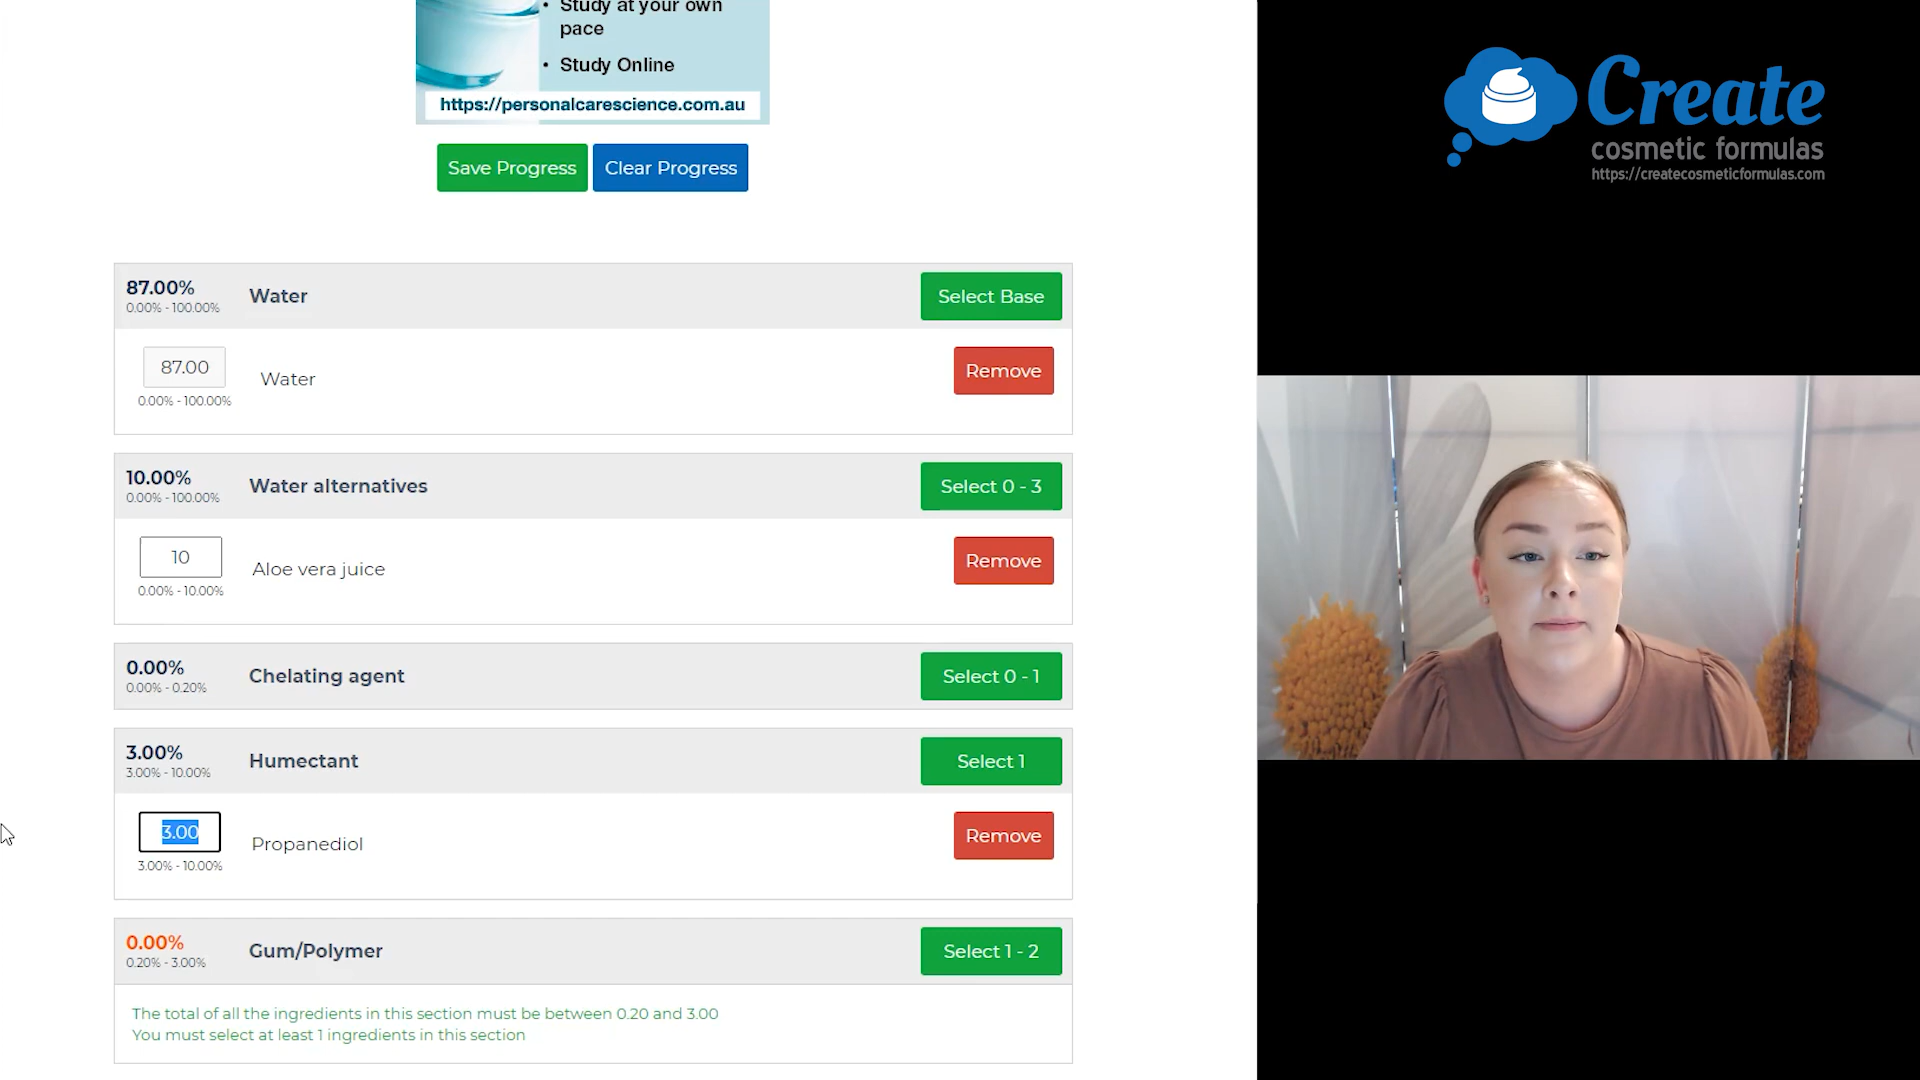 • Study at your own
pace
• Study Online
https://personalcarescience.com.au
Save Progress
Clear Progress
87.00%
0.00% - 100.00%
Water
Select Base
87.00
0.00% - 100.00%
Water
Remove
10.00%
0.00% - 100.00%
Water alternatives
Select 0 - 3
10
0.00% - 10.00%
Aloe vera juice
Remove
0.00%
0.00% - 0.20%
Chelating agent
Select 0 - 1
3.00%
3.00% - 10.00%
Humectant
Select 1
3.00
3.00% - 10.00%
Propanediol
Remove
0.00%
0.20% - 3.00%
Gum/Polymer
Select 1 - 2
The total of all the ingredients in this section must be between 0.20 and 3.00
You must select at least 1 ingredients in this section
Create
cosmetic formulas
https://createcosmeticformulas.com